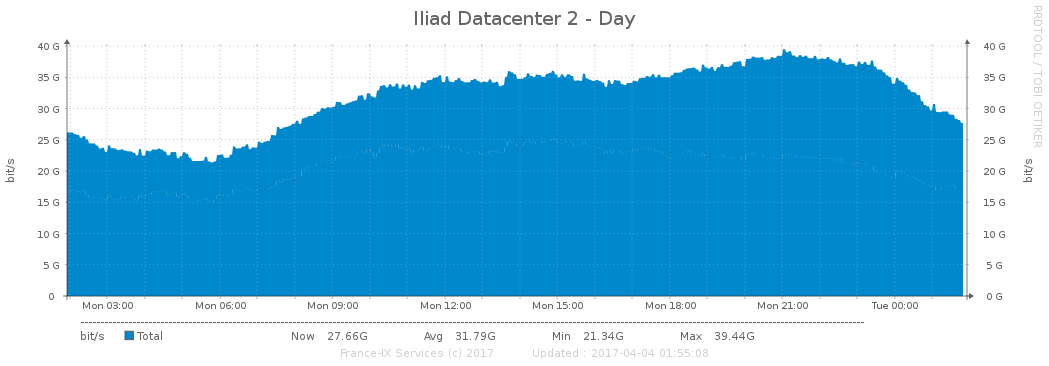 Iliad Datacenter 2 - Day
RRDTOOL / TOBI OETIKER
40 G 40 G
35 G 35 G
30 G 30 G
25 G 25 G
20 G 20 G
15 G 15 G
10 G 10 G
5 G 5 G
0 0 G
bit/s bit/s
Mon 03:00 Mon 06:00 Mon 09:00 Mon 12:00 Mon 15:00 Mon 18:00 Mon 21:00 Tue 00:00
bit/s Total Now 27.66G Avg 31.79G Min 21.34G Max 39.44G
France-IX Services (c) 2017 Updated : 2017-04-04 01:55:08